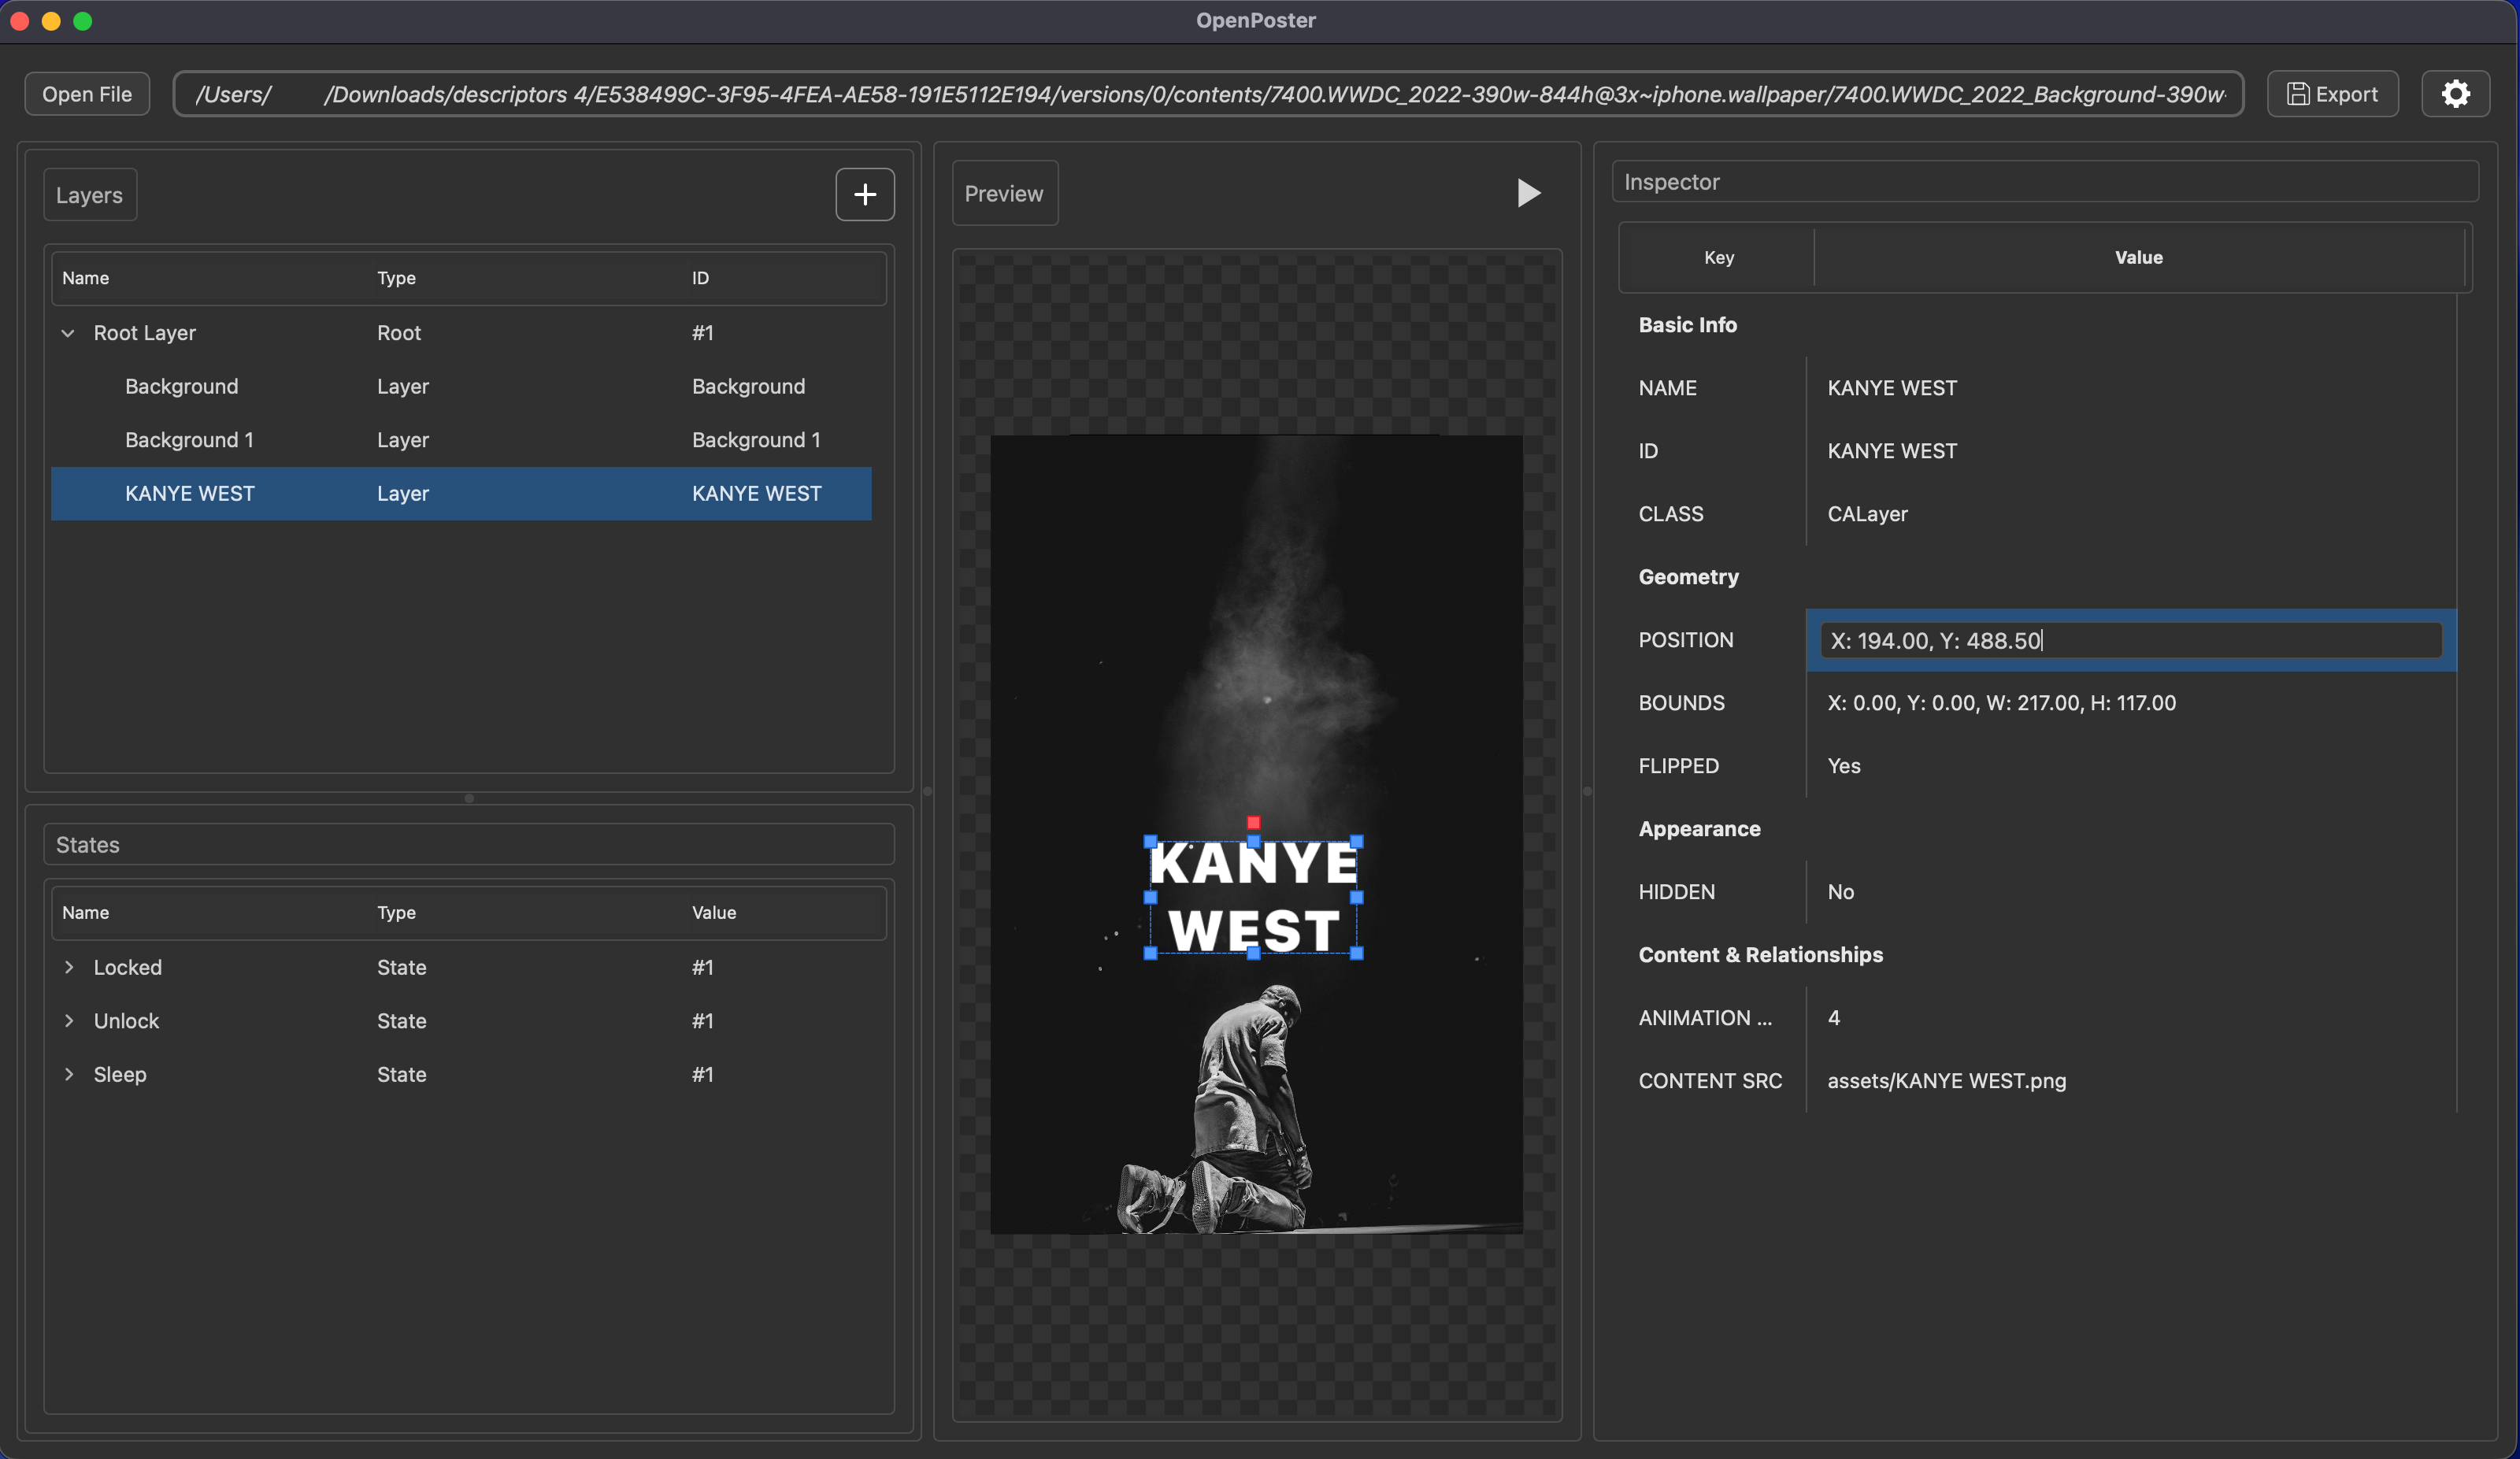 OpenPoster
Open File
/Users/ /Downloads/descriptors 4/E538499C-3F95-4FEA-AE58-191E5112E194/versions/0/contents/7400.WWDC_2022-390w-844h@3x~iphone.wallpaper/7400.WWDC_2022_Background-390w-
Export
Layers
Name Type ID
Root Layer Root #1
Background Layer Background
Background 1 Layer Background 1
KANYE WEST Layer KANYE WEST
States
Name Type Value
Locked State #1
Unlock State #1
Sleep State #1
Preview
KANYE
WEST
Inspector
Key Value
Basic Info
NAME KANYE WEST
ID KANYE WEST
CLASS CALayer
Geometry
POSITION X: 194.00, Y: 488.50
BOUNDS X: 0.00, Y: 0.00, W: 217.00, H: 117.00
FLIPPED Yes
Appearance
HIDDEN No
Content & Relationships
ANIMATION ... 4
CONTENT SRC assets/KANYE WEST.png